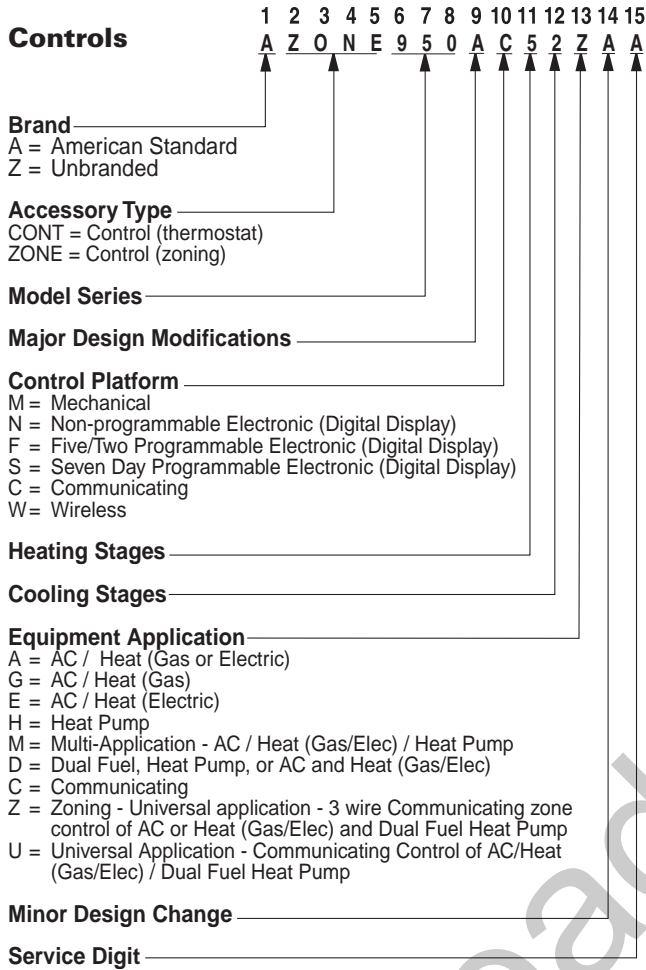 1 2 3 4 5 6 7 8 9 10 11 12 13 14 15
Controls A Z O N E 9 5 0 A C 5 2 Z A A
Brand
A = American Standard
Z = Unbranded
Accessory Type
CONT = Control (thermostat)
ZONE = Control (zoning)
Model Series
Major Design Modifications
Control Platform
M = Mechanical
N = Non-programmable Electronic (Digital Display)
F = Five/Two Programmable Electronic (Digital Display)
S = Seven Day Programmable Electronic (Digital Display)
C = Communicating
W = Wireless
Heating Stages
Cooling Stages
Equipment Application
A = AC / Heat (Gas or Electric)
G = AC / Heat (Gas)
E = AC / Heat (Electric)
H = Heat Pump
M = Multi-Application - AC / Heat (Gas/Elec) / Heat Pump
D = Dual Fuel, Heat Pump, or AC and Heat (Gas/Elec)
C = Communicating
Z = Zoning - Universal application - 3 wire Communicating zone
control of AC or Heat (Gas/Elec) and Dual Fuel Heat Pump
U = Universal Application - Communicating Control of AC/Heat
(Gas/Elec) / Dual Fuel Heat Pump
Minor Design Change
Service Digit